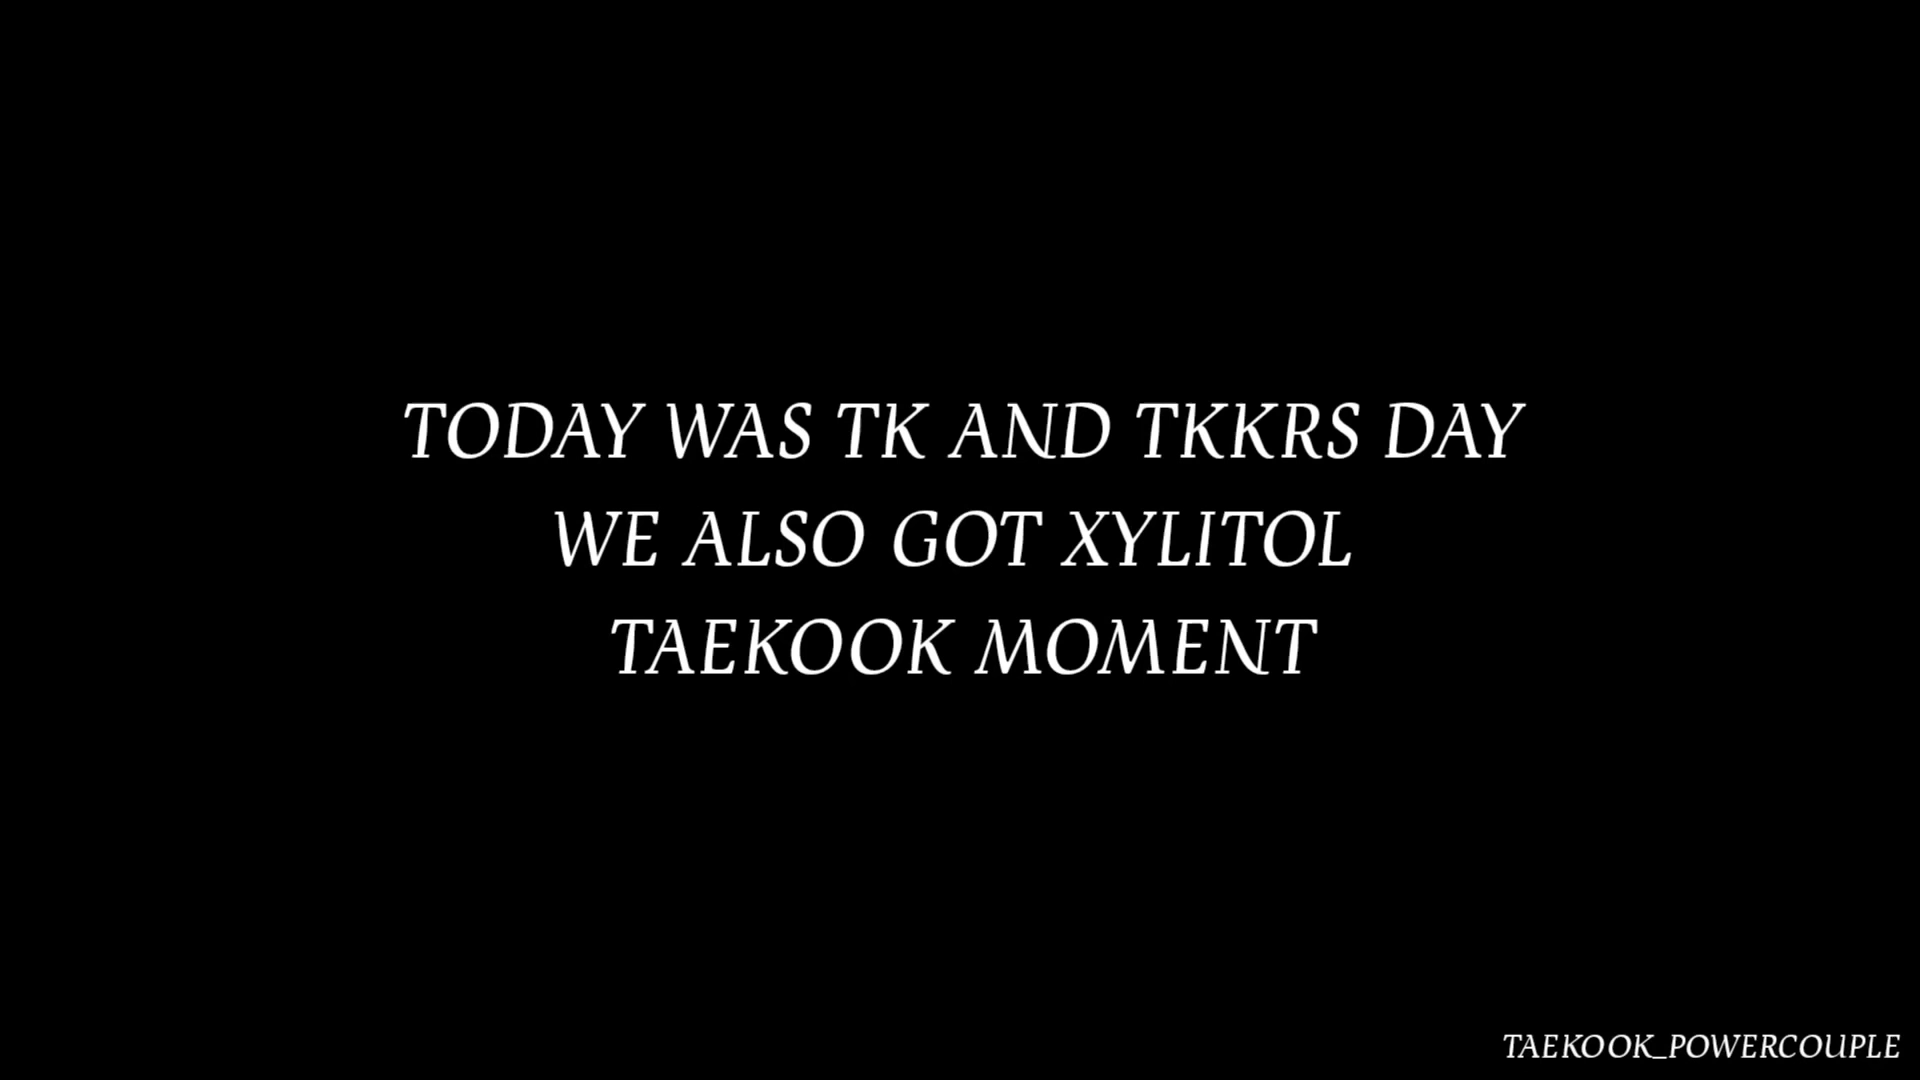 TODAY WAS TK AND TKKRS DAY
WE ALSO GOT XYLITOL
TAEKOOK MOMENT
TAEKOOK_POWERCOUPLE